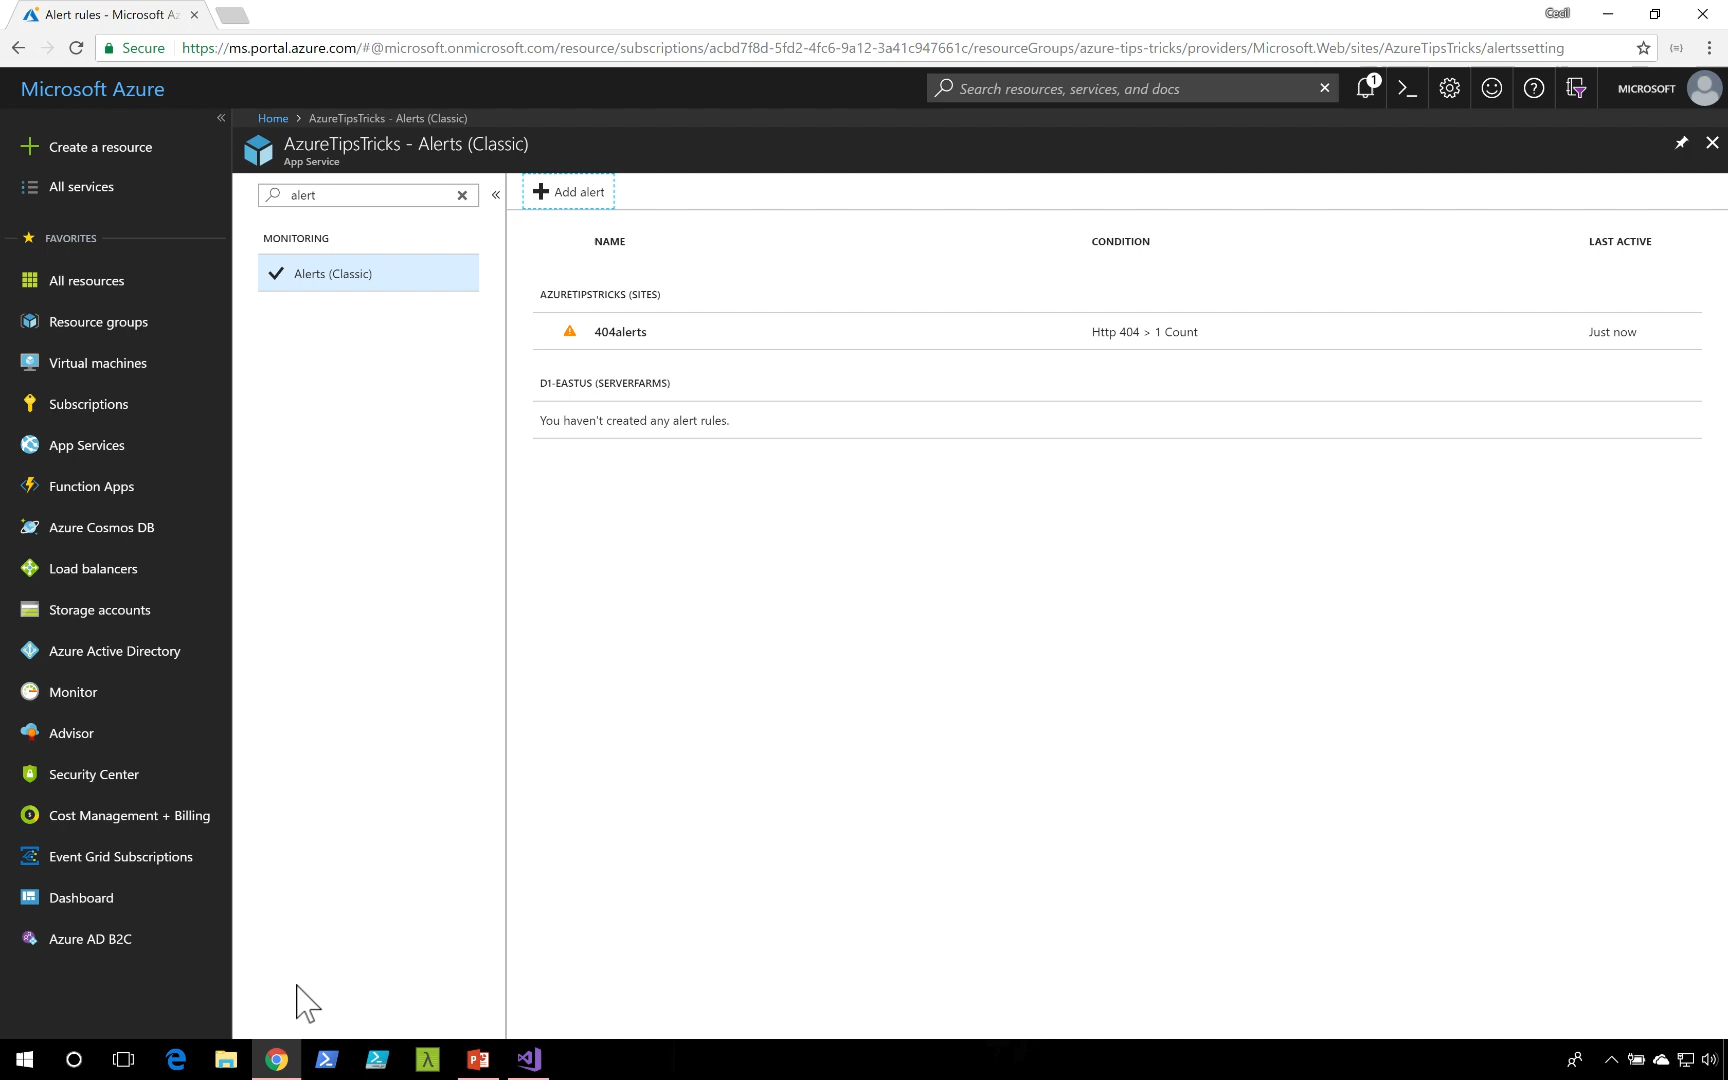 Alert rules - Microsoft Az
Cecil
Secure
https://ms.portal.azure.com/#@microsoft.onmicrosoft.com/resource/subscriptions/acbd7f8d-5fd2-4fc6-9a12-3a41c947661c/resourceGroups/azure-tips-tricks/providers/Microsoft.Web/sites/AzureTipsTricks/alertssetting
Microsoft Azure
Search resources, services, and docs
1
MICROSOFT
Home > AzureTipsTricks - Alerts (Classic)
AzureTipsTricks - Alerts (Classic)
App Service
Create a resource
All services
FAVORITES
All resources
Resource groups
Virtual machines
Subscriptions
App Services
Function Apps
Azure Cosmos DB
Load balancers
Storage accounts
Azure Active Directory
Monitor
Advisor
Security Center
Cost Management + Billing
Event Grid Subscriptions
Dashboard
Azure AD B2C
alert
MONITORING
Alerts (Classic)
Add alert
NAME CONDITION LAST ACTIVE
AZURETIPSTRICKS (SITES)
404alerts Http 404 > 1 Count Just now
D1-EASTUS (SERVERFARMS)
You haven't created any alert rules.